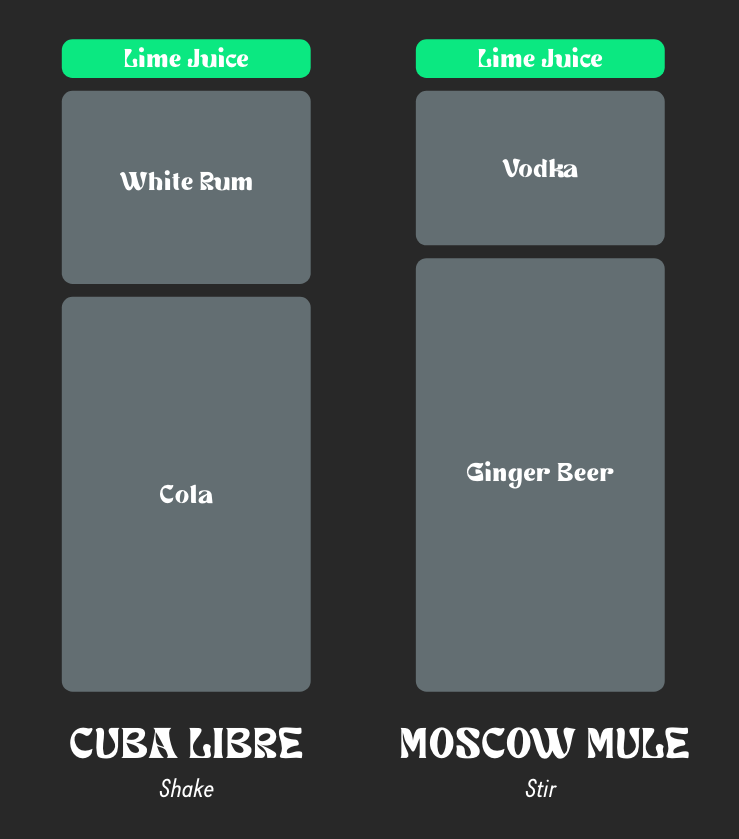 Lime Juice
White Rum
Cola
CUBA LIBRE
Shake
Lime Juice
Vodka
Ginger Beer
MOSCOW MULE
Stir